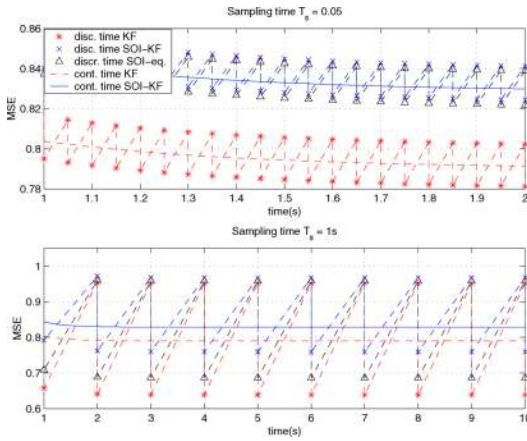 Sampling time T_s = 0.05
0.86
0.84
0.82
0.8
0.78
MSE
disc. time KF
disc. time SOI-KF
discr. time SOI-eq.
cont. time KF
cont. time SOI-KF
1 1.1 1.2 1.3 1.4 1.5 1.6 1.7 1.8 1.9 2
time(s)
Sampling time T_s = 1s
1
0.9
0.8
0.7
0.6
MSE
1 2 3 4 5 6 7 8 9 10
time(s)